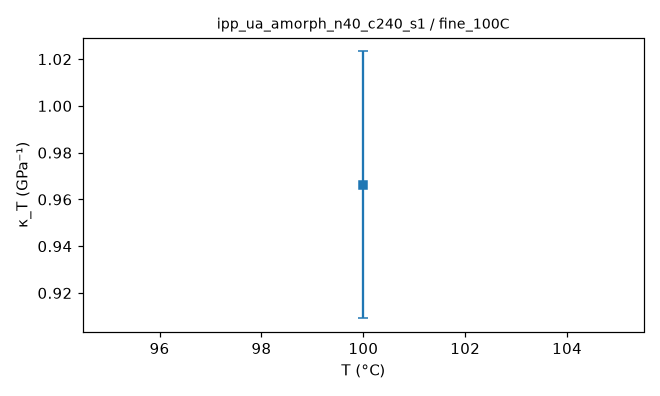 ipp_ua_amorph_n40_c240_s1 / fine_100C
κ_T (GPa⁻¹)
1.02
1.00
0.98
0.96
0.94
0.92
96 98 100 102 104
T (°C)